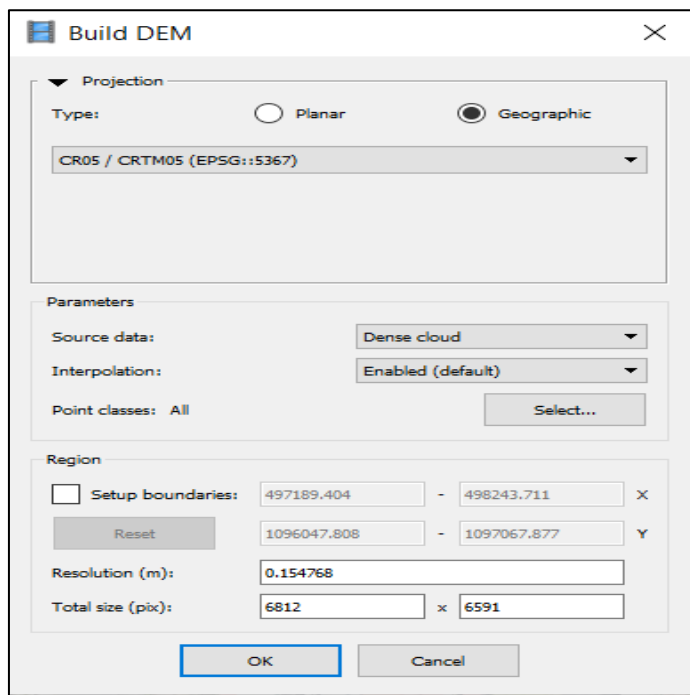 Build DEM
Projection
Type: Planar Geographic
CR05 / CRTM05 (EPSG::5367)
Parameters
Source data: Dense cloud
Interpolation: Enabled (default)
Point classes: All Select...
Region
Setup boundaries: 497189.404 - 498243.711 X
Reset 1096047.808 - 1097067.877 Y
Resolution (m): 0.154768
Total size (pix): 6812 x 6591
OK Cancel